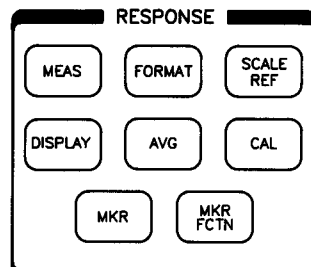 RESPONSE
MEAS
FORMAT
SCALE
REF
DISPLAY
AVG
CAL
MKR
MKR
FCTN